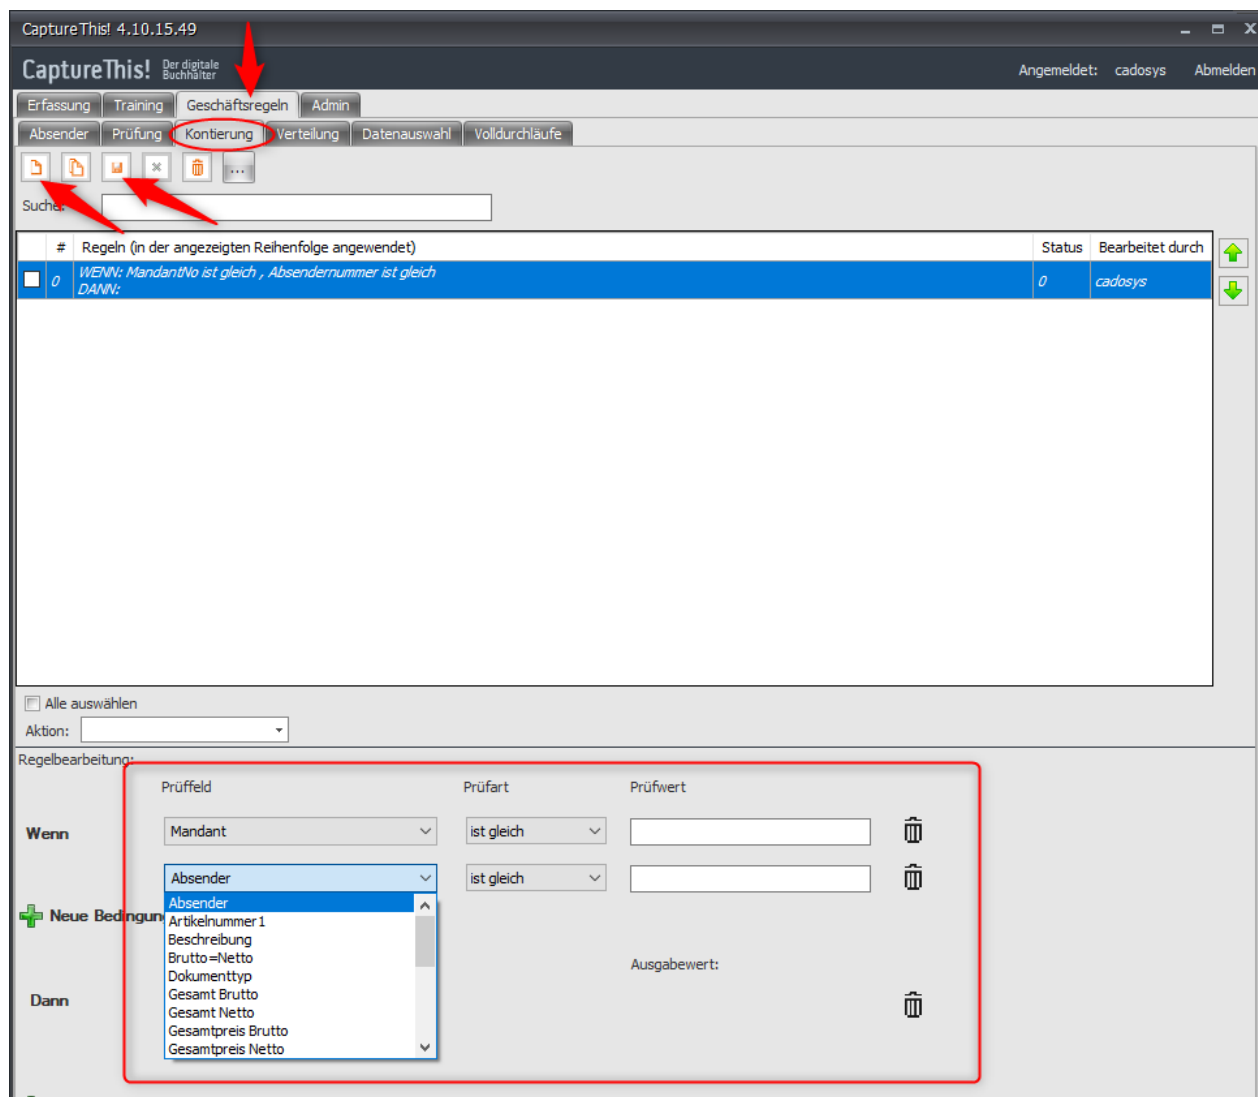 CaptureThis! 4.10.15.49
CaptureThis! Der digitale Buchhalter
Angemeldet: cadosys Abmelden
Erfassung Training Geschäftsregeln Admin
Absender Prüfung Kontierung Verteilung Datenauswahl Volldurchläufe
...
Suche:
# Regeln (in der angezeigten Reihenfolge angewendet) Status Bearbeitet durch
0 WENN: MandantNo ist gleich , Absendernummer ist gleich 0 cadosys
DANN:
Alle auswählen
Aktion:
Regelbearbeitung:
Prüffeld Prüfart Prüfwert
Wenn Mandant ist gleich
Absender ist gleich
Absender
Neue Bedingung
Artikelnummer1
Beschreibung
Brutto=Netto
Dokumenttyp
Gesamt Brutto
Gesamt Netto
Gesamtpreis Brutto
Gesamtpreis Netto
Ausgabewert:
Dann